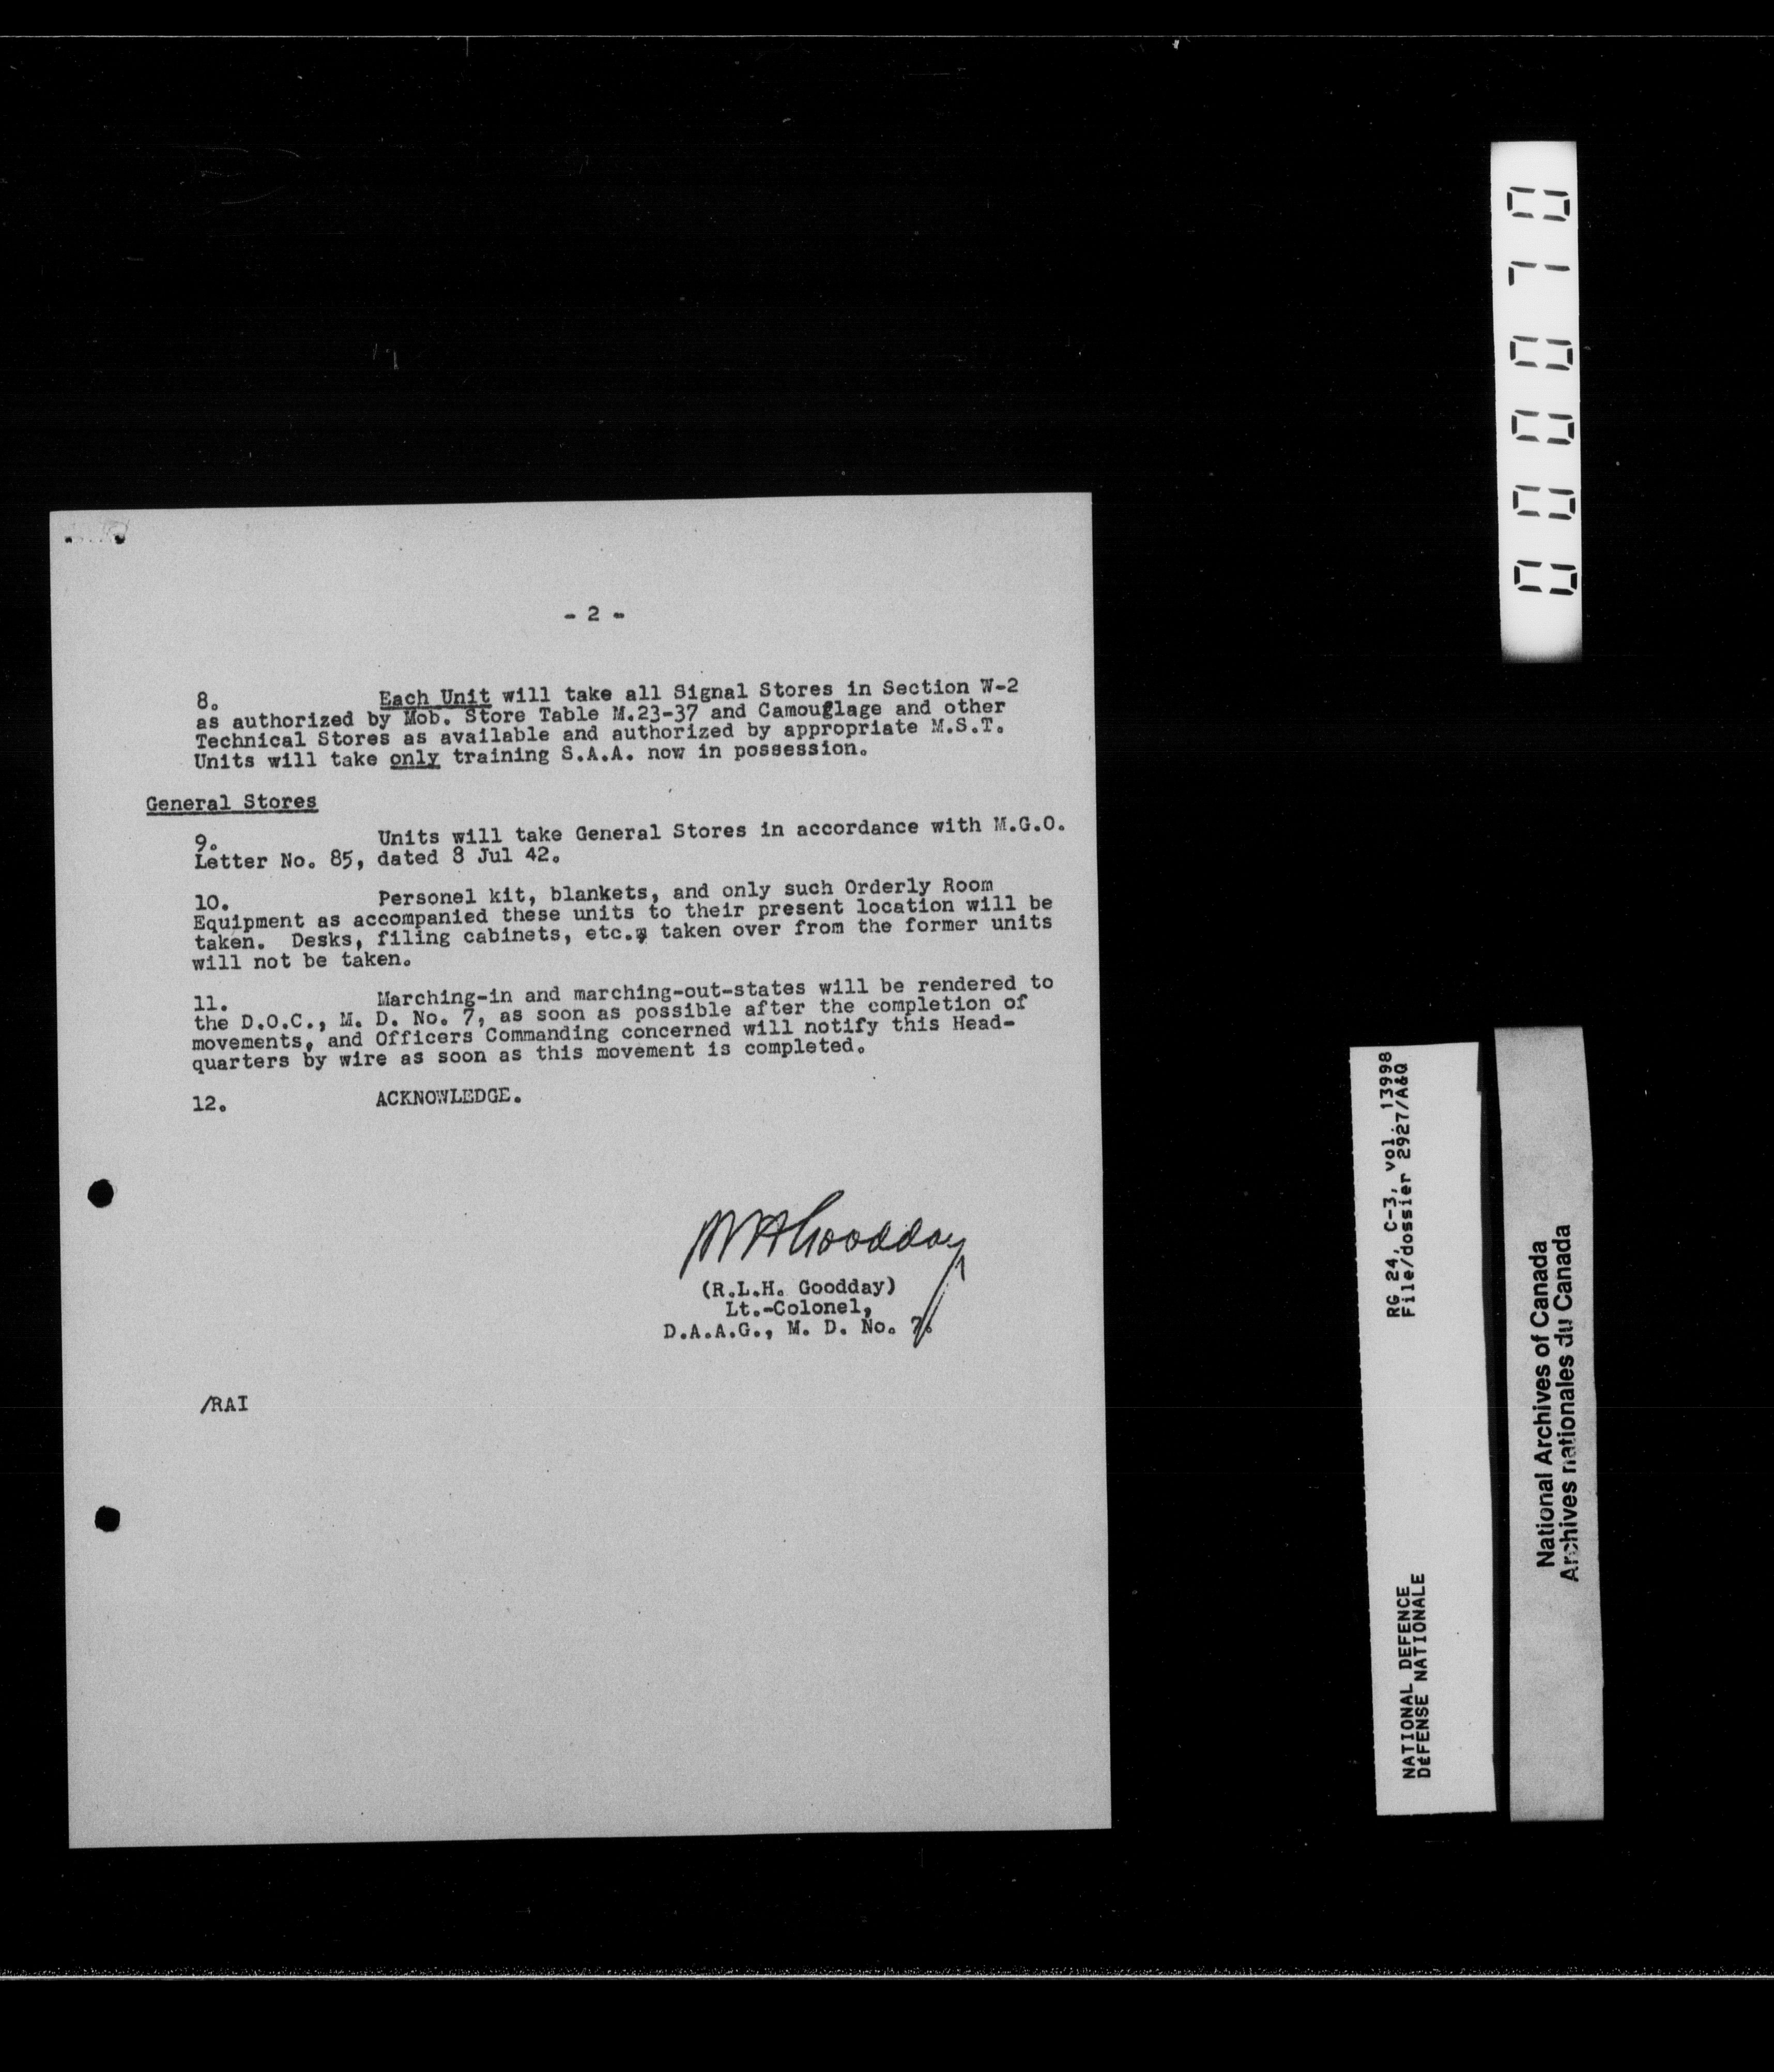 - 2 -
8. Each Unit will take all Signal Stores in Section W-2
as authorized by Mob. Store Table M.23-37 and Camouglage and other
Technical Stores as available and authorized by appropriate M.S.T.
Units will take only training S.A.A. now in possession.
General Stores
9. Units will take General Stores in accordance with M.G.O.
Letter No. 85, dated 8 Jul 42.
10. Personel kit, blankets, and only such Orderly Room
Equipment as accompanied these units to their present location will be
taken. Desks, filing cabinets, etc., taken over from the former units
will not be taken.
11. Marching-in and marching-out-states will be rendered to
the D.O.C., M. D. No. 7, as soon as possible after the completion of
movements, and Officers Commanding concerned will notify this Head-
quarters by wire as soon as this movement is completed.
12. ACKNOWLEDGE.
(R.L.H. Goodday)
Lt.-Colonel,
D.A.A.G., M. D. No. 7.
/RAI
000070
RG 24, C-3, vol. 13998
File/dossier 2927/A&Q
NATIONAL DEFENCE
DÉFENSE NATIONALE
National Archives of Canada
Archives nationales du Canada